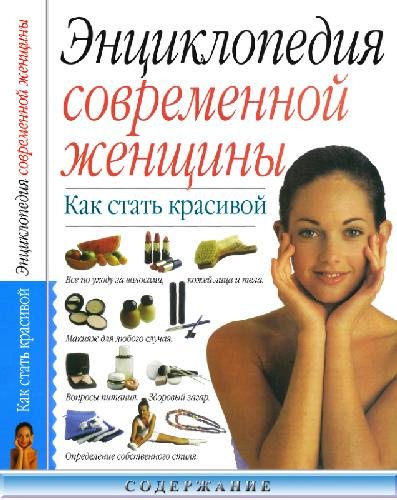 Энциклопедия
современной
женщины
Как стать красивой
Все по уходу за волосами, кожей лица и тела.
Макияж для любого случая.
Вопросы питания. Здоровый загар.
Определение собственного стиля.
Энциклопедия современной женщины
Как стать красивой
СОДЕРЖАНИЕ